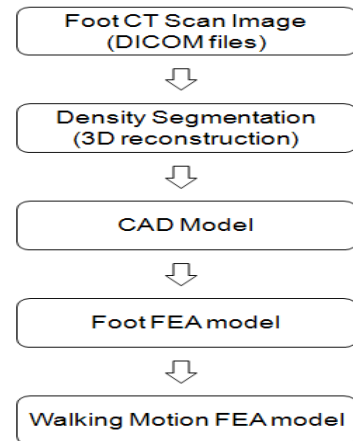 Foot CT Scan Image
(DICOM files)
Density Segmentation
(3D reconstruction)
CAD Model
Foot FEA model
Walking Motion FEA model